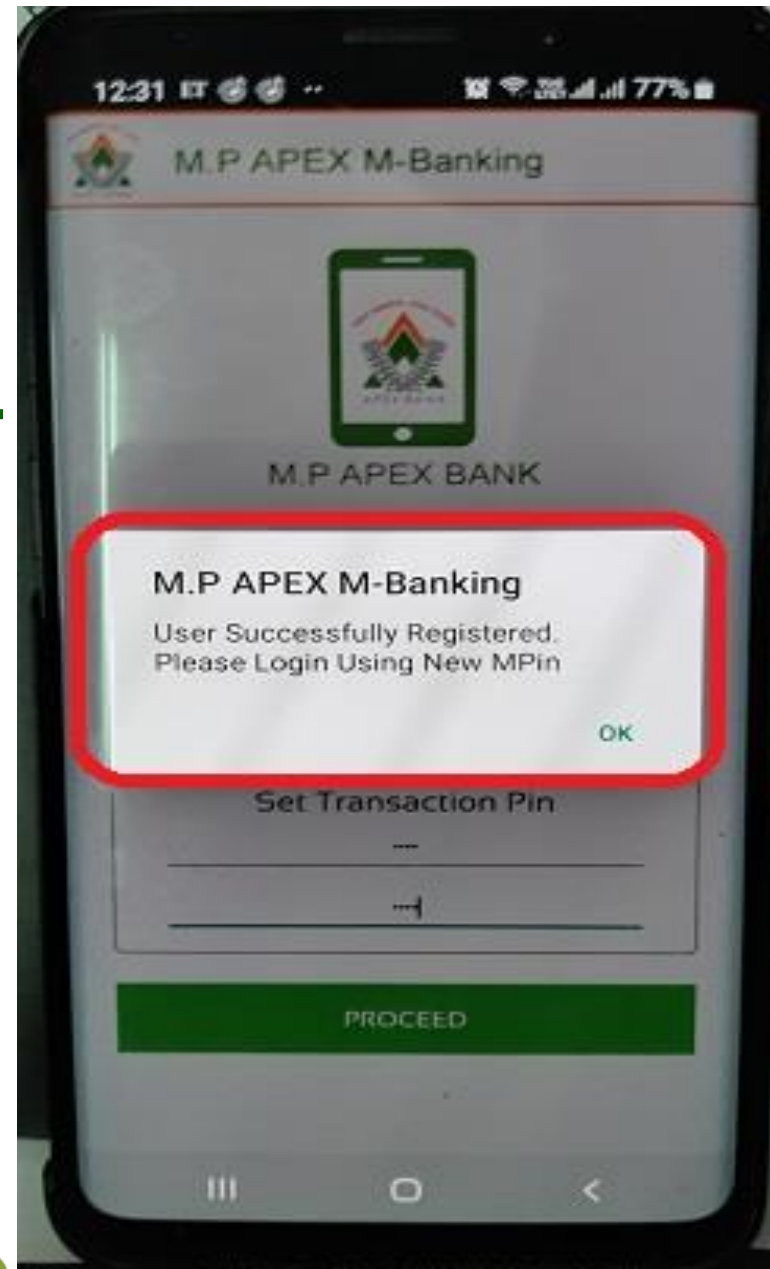 12:31
77%
M.P APEX M-Banking
M.P APEX BANK
M.P APEX M-Banking
User Successfully Registered.
Please Login Using New MPin
OK
Set Transaction Pin
PROCEED